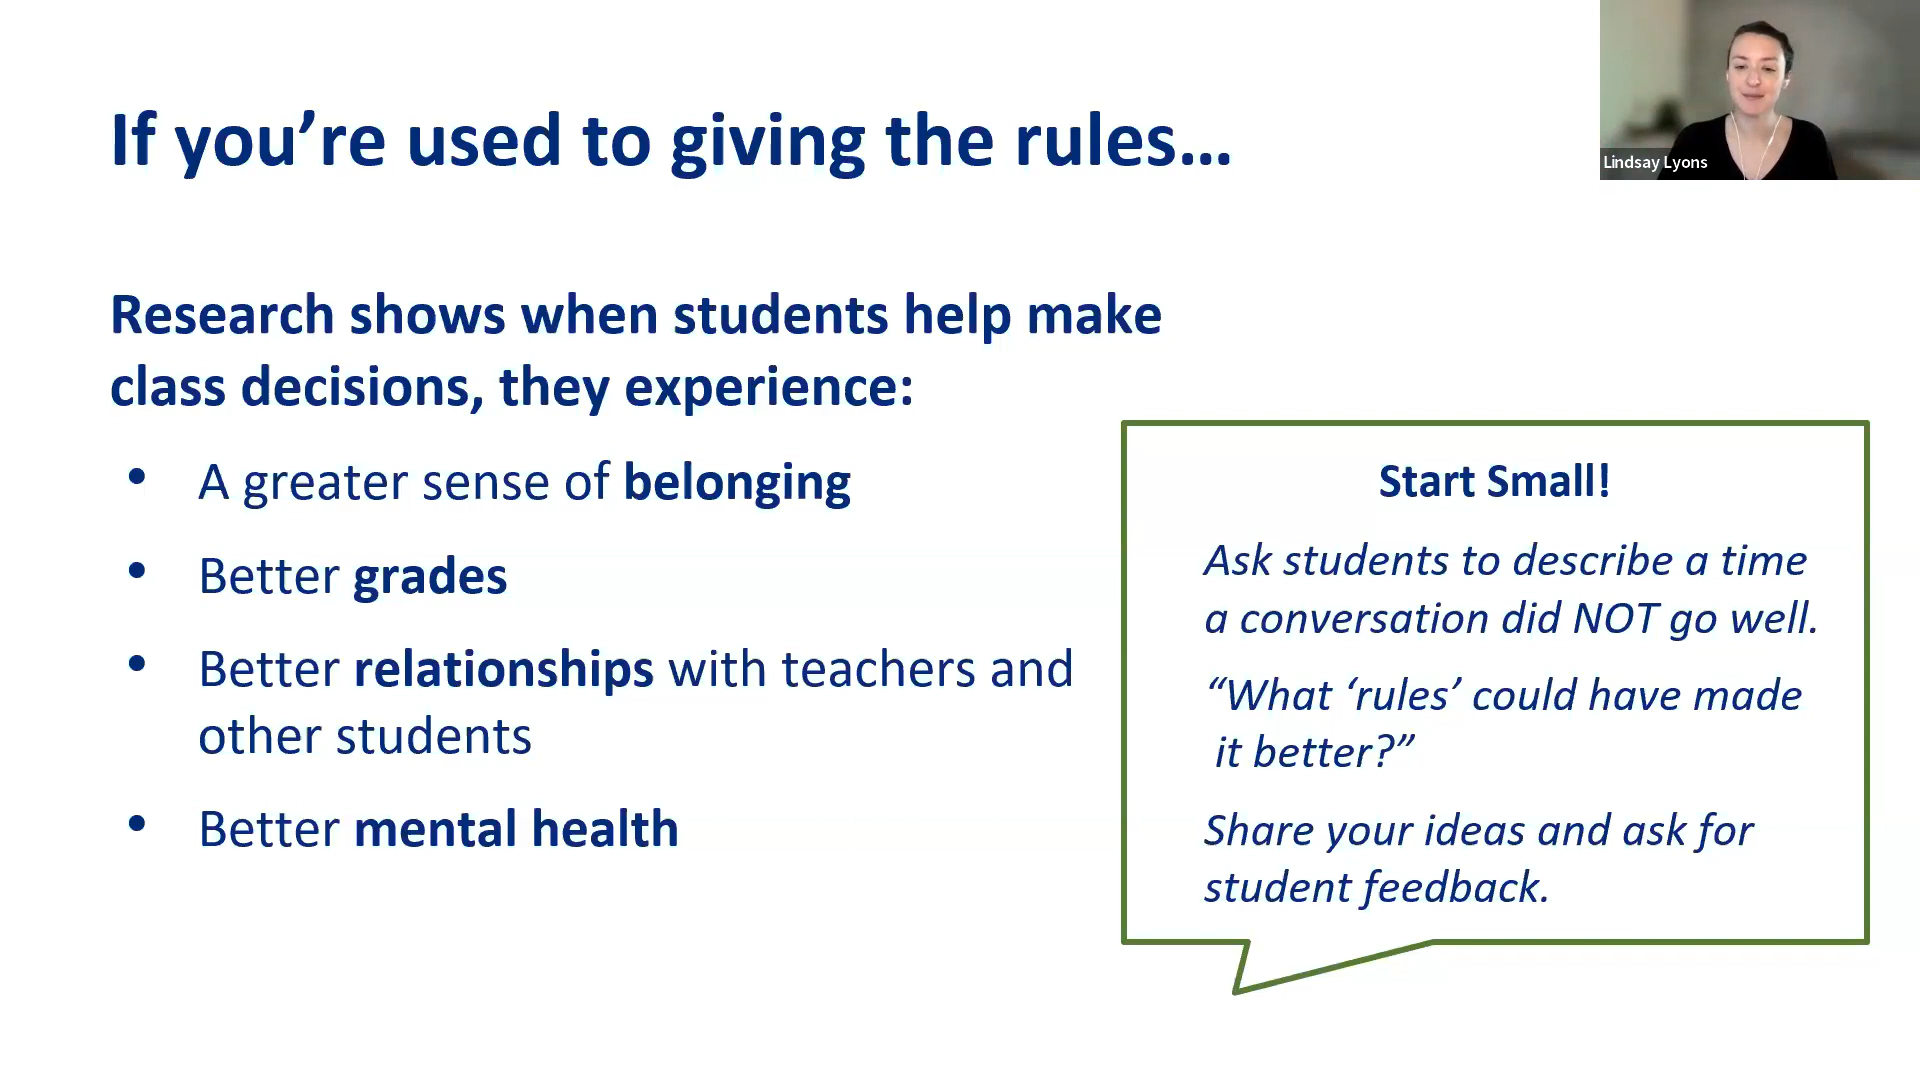 If you’re used to giving the rules...
Lindsay Lyons
Research shows when students help make
class decisions, they experience:
• A greater sense of belonging
• Better grades
• Better relationships with teachers and
other students
• Better mental health
Start Small!
Ask students to describe a time
a conversation did NOT go well.
“What ‘rules’ could have made
it better?”
Share your ideas and ask for
student feedback.